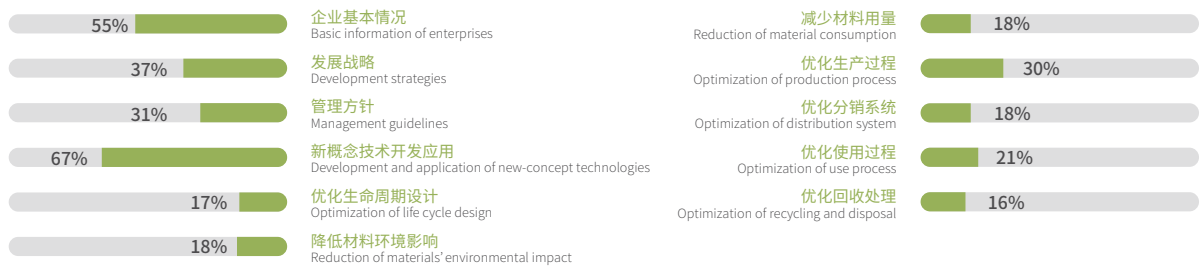 55%
企业基本情况
Basic information of enterprises
37%
发展战略
Development strategies
31%
管理方针
Management guidelines
67%
新概念技术开发应用
Development and application of new-concept technologies
17%
优化生命周期设计
Optimization of life cycle design
18%
降低材料环境影响
Reduction of materials’ environmental impact
减少材料用量
Reduction of material consumption
18%
优化生产过程
Optimization of production process
30%
优化分销系统
Optimization of distribution system
18%
优化使用过程
Optimization of use process
21%
优化回收处理
Optimization of recycling and disposal
16%